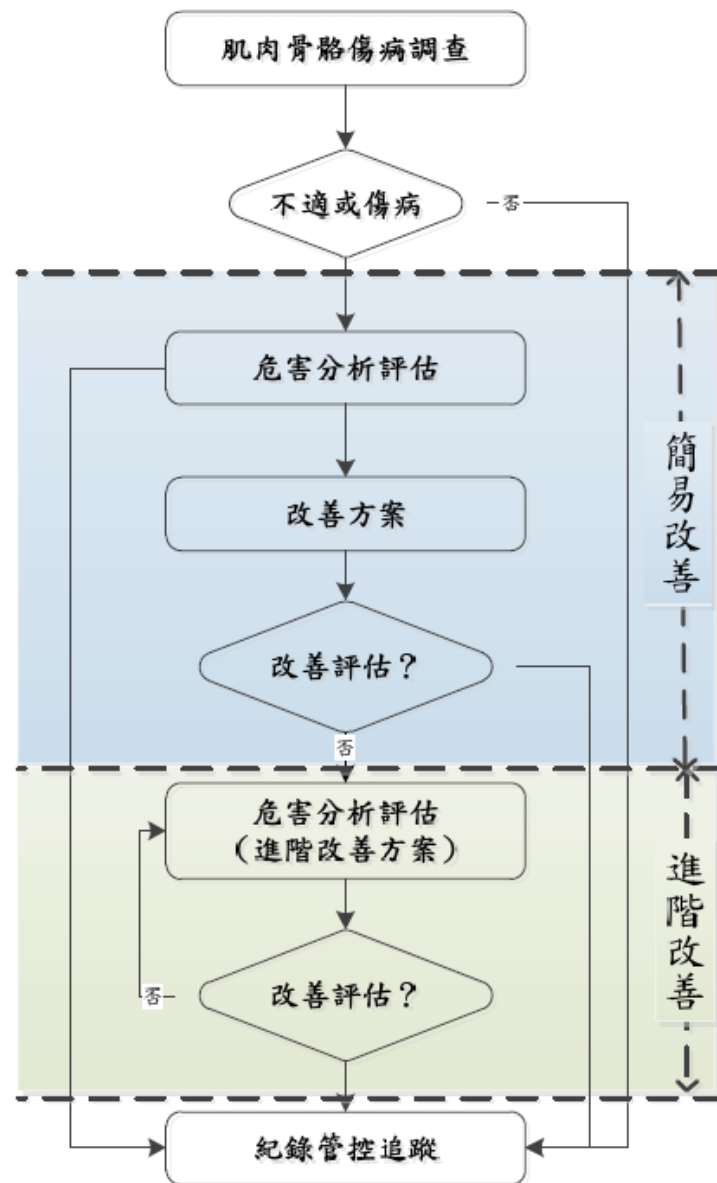 肌肉骨骼傷病調查
不適或傷病
否
危害分析評估
改善方案
改善評估？
否
簡易改善
危害分析評估
（進階改善方案）
改善評估？
否
進階改善
紀錄管控追蹤